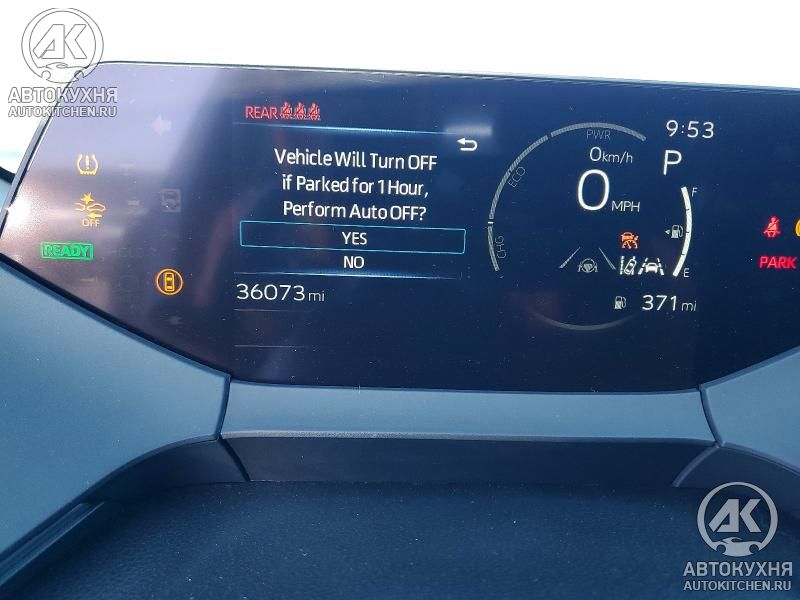 АК
АВТОКУХНЯ
AUTOKITCHEN.RU
REAR
Vehicle Will Turn OFF
if Parked for 1 Hour,
Perform Auto OFF?
YES
NO
36073 mi
OFF
READY
PWR
ECO
CHG
0 km/h
0 MPH
9:53
P
F
E
371 mi
PARK
АК
АВТОКУХНЯ
AUTOKITCHEN.RU